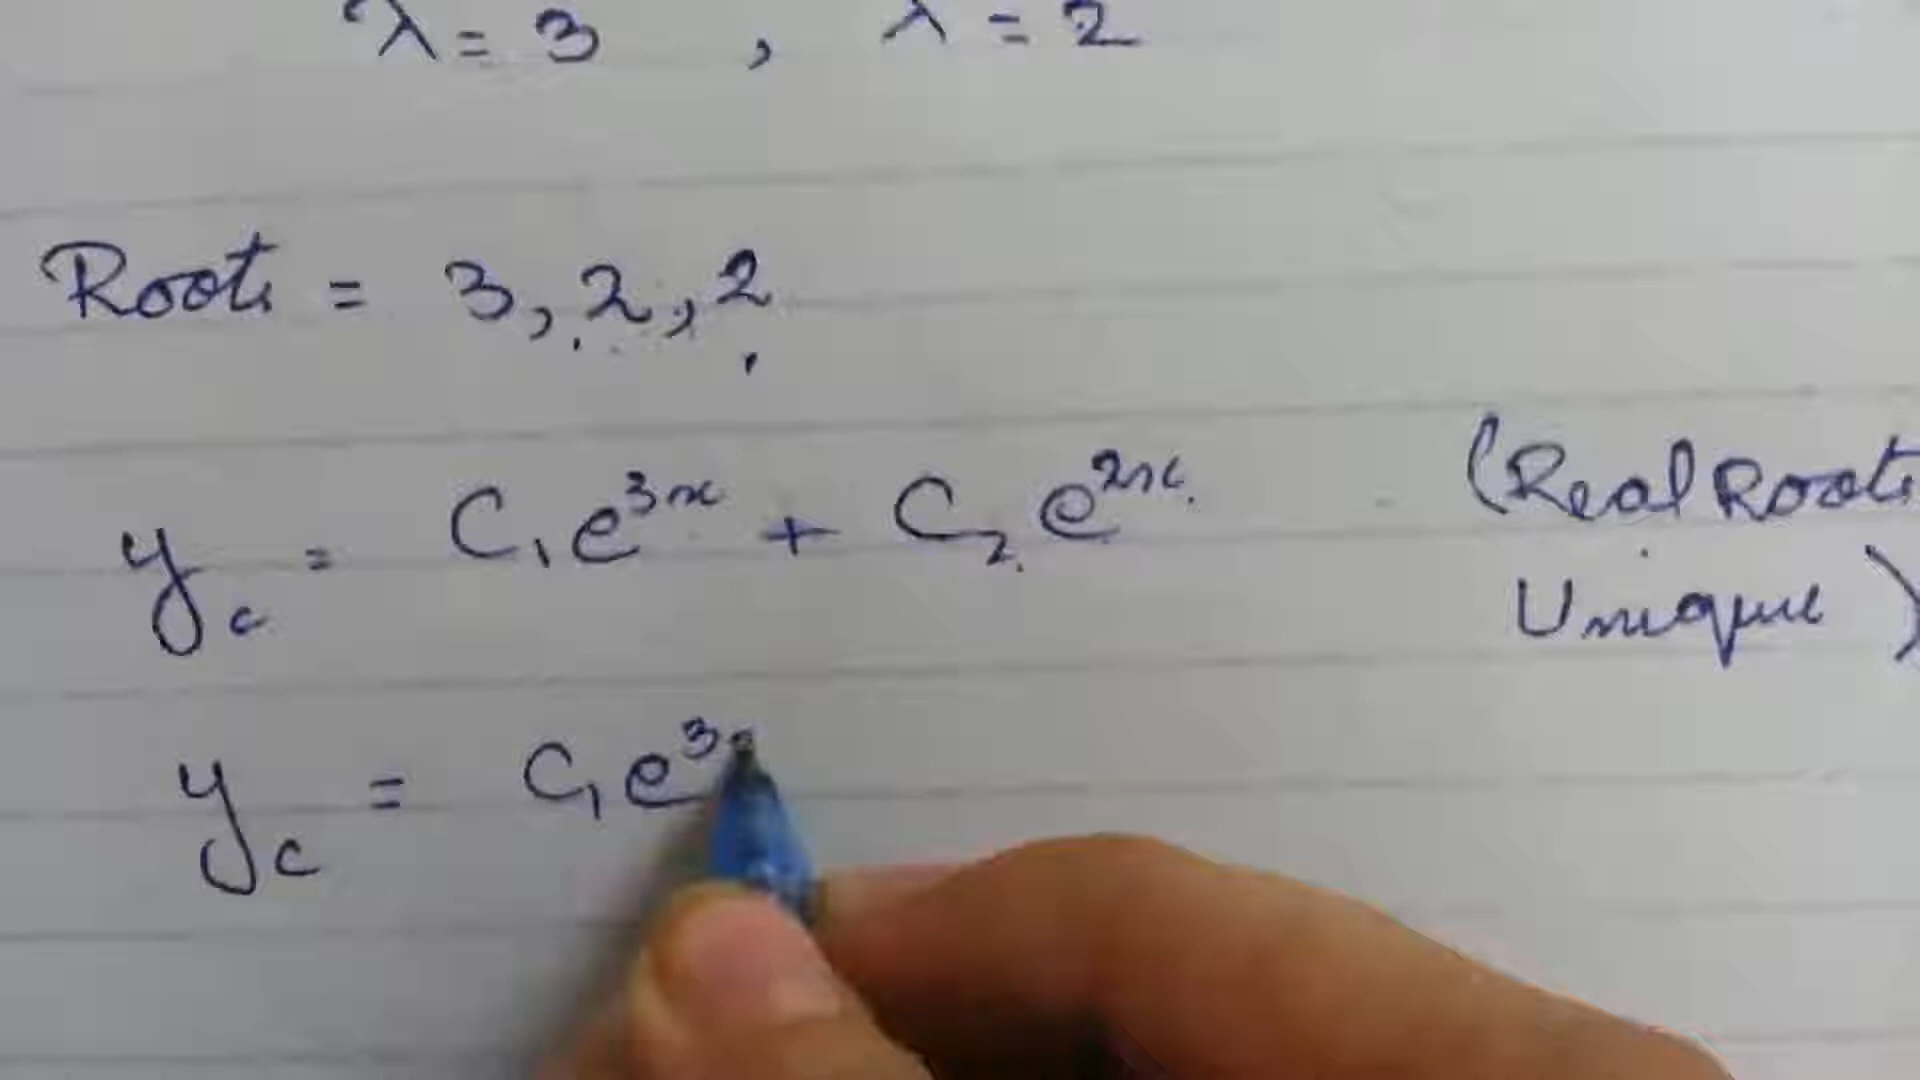 λ = 3 , λ = 2
Roots = 3, 2, 2
y_c = C₁e^{3x} + C₂e^{2x} (Real Roots
Unique)
y_c = C₁e^3